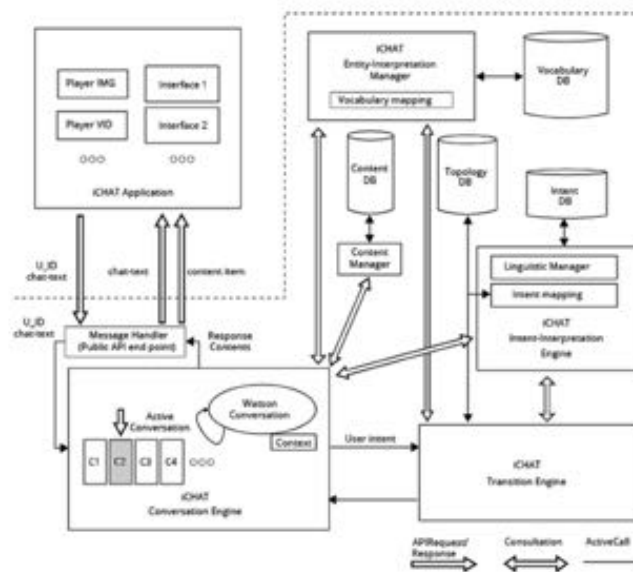 Player IMG
Interface 1
Player VID
Interface 2
ooo
ooo
iCHAT Application
iCHAT
Entity-Interpretation
Manager
Vocabulary mapping
Vocabulary
DB
Content
DB
Topology
DB
Intent
DB
Content
Manager
Linguistic Manager
Intent mapping
iCHAT
Intent-Interpretation
Engine
U_ID
chat-text
chat-text
content item
U_ID
chat-text
Message Handler
(Public API end point)
Response
Contents
Watson
Conversation
Active
Conversation
Context
C1
C2
C3
C4
ooo
iCHAT
Conversation Engine
User intent
iCHAT
Transition Engine
APIRequest/
Response
Consultation
ActiveCall